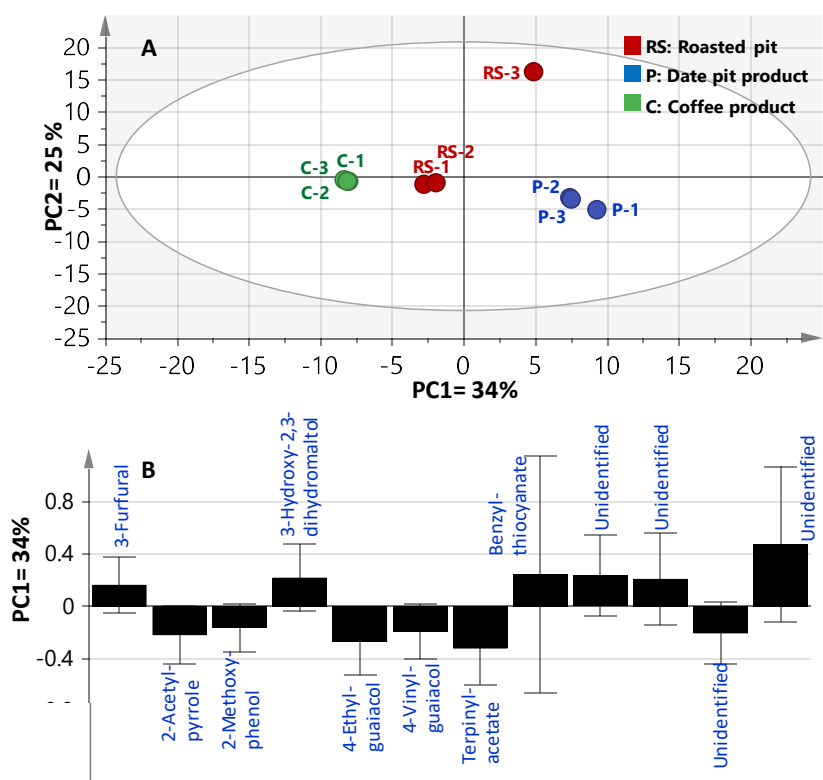 A
RS: Roasted pit
P: Date pit product
C: Coffee product
PC2= 25 %
20
15
10
5
0
-5
-10
-15
-20
-25
RS-3
RS-2
RS-1
C-3
C-1
C-2
P-2
P-3
P-1
-25
-20
-15
-10
-5
0
5
10
15
20
PC1= 34%
B
PC1= 34%
0.8
0.4
0
-0.4
3-Furfural
2-Acetyl-
pyrrole
2-Methoxy-
phenol
3-Hydroxy-2,3-
dihydromaltol
4-Ethyl-
guaiacol
4-Vinyl-
guaiacol
Terpinyl-
acetate
Benzyl-
thiocyanate
Unidentified
Unidentified
Unidentified
Unidentified